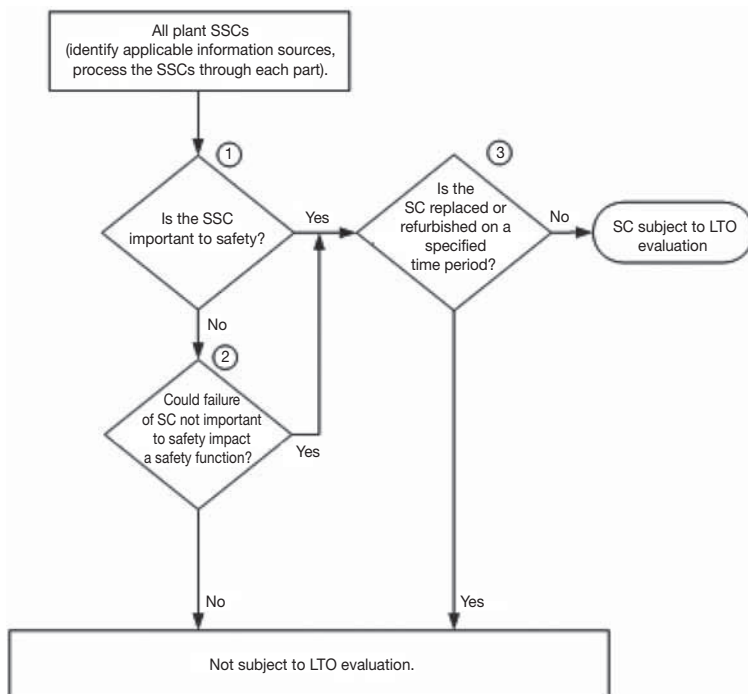 All plant SSCs
(identify applicable information sources,
process the SSCs through each part).
1
Is the SSC
important to safety?
Yes
No
2
Could failure
of SC not important
to safety impact
a safety function?
Yes
No
3
Is the
SC replaced or
refurbished on a
specified
time period?
No
SC subject to LTO
evaluation
Yes
Not subject to LTO evaluation.